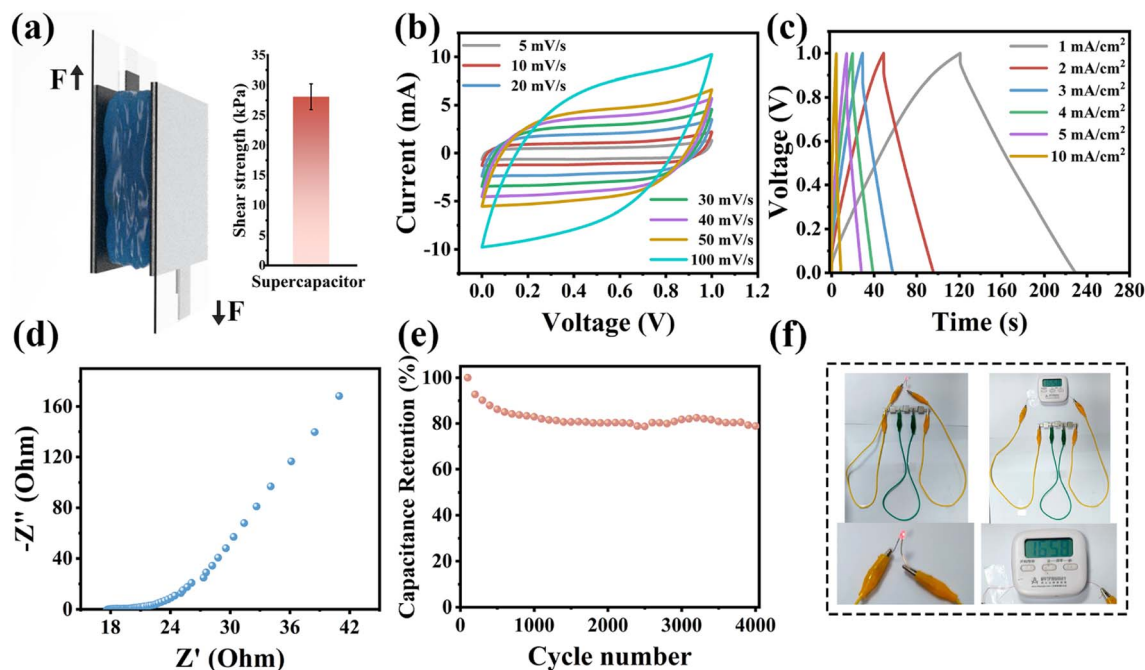 (a)
F
F
35
30
25
20
15
10
5
0
Shear strength (kPa)
Supercapacitor
(b)
5 mV/s
10 mV/s
20 mV/s
30 mV/s
40 mV/s
50 mV/s
100 mV/s
10
5
0
-5
-10
Current (mA)
0.0 0.2 0.4 0.6 0.8 1.0 1.2
Voltage (V)
(c)
1 mA/cm²
2 mA/cm²
3 mA/cm²
4 mA/cm²
5 mA/cm²
10 mA/cm²
1.0
0.8
0.6
0.4
0.2
0.0
Voltage (V)
0 40 80 120 160 200 240 280
Time (s)
(d)
160
120
80
40
0
-Z" (Ohm)
18 24 30 36 42
Z' (Ohm)
(e)
100
80
60
40
20
0
Capacitance Retention (%)
0 1000 2000 3000 4000
Cycle number
(f)